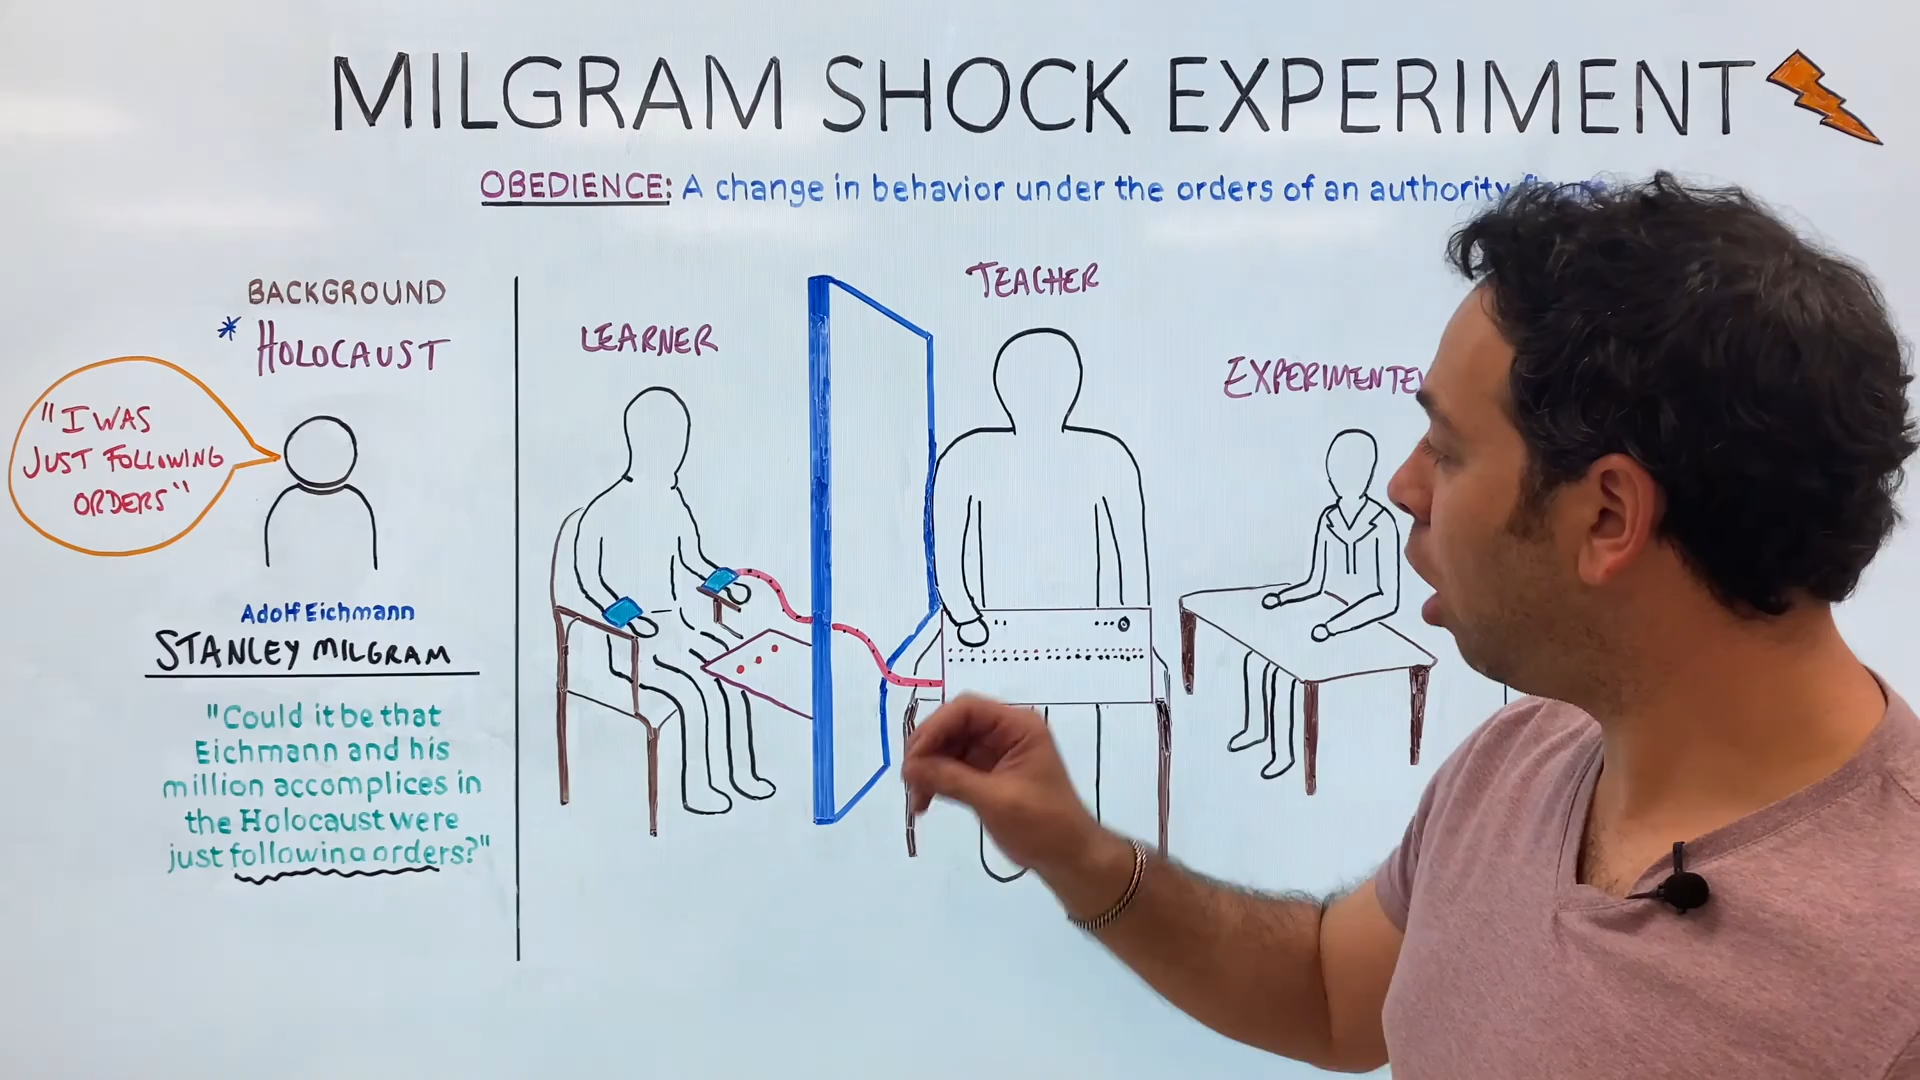 MILGRAM SHOCK EXPERIMENT
OBEDIENCE: A change in behavior under the orders of an authority
BACKGROUND
* HOLOCAUST
"I WAS
JUST FOLLOWING
ORDERS"
Adolf Eichmann
STANLEY MILGRAM
"Could it be that
Eichmann and his
million accomplices in
the Holocaust were
just following orders?"
LEARNER
TEACHER
EXPERIMENTER